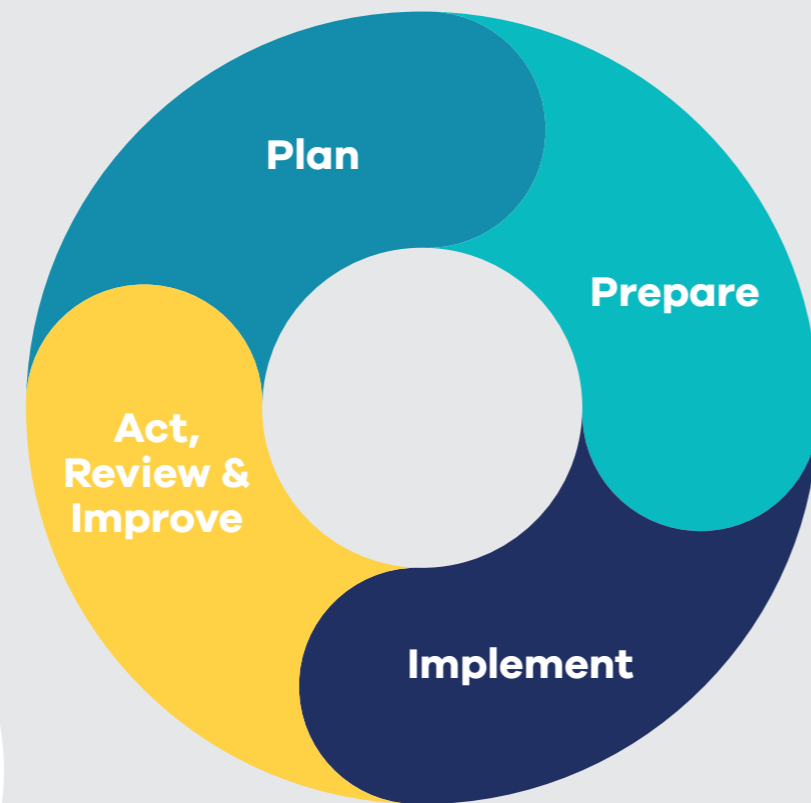 Plan
Prepare
Implement
Act,
Review &
Improve